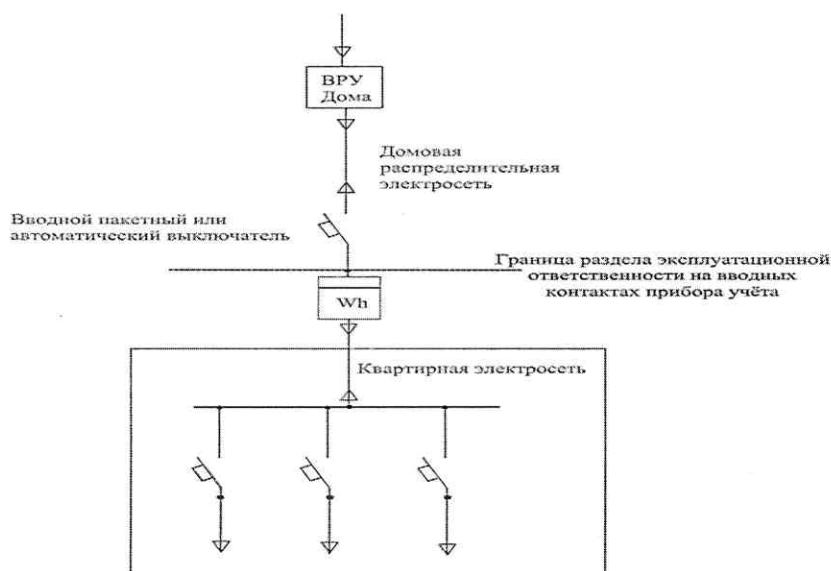 ВРУ
Дома
Домовая
распределительная
электросеть
Вводной пакетный или
автоматический выключатель
Граница раздела эксплуатационной
ответственности на вводных
контактах прибора учёта
Wh
Квартирная электросеть